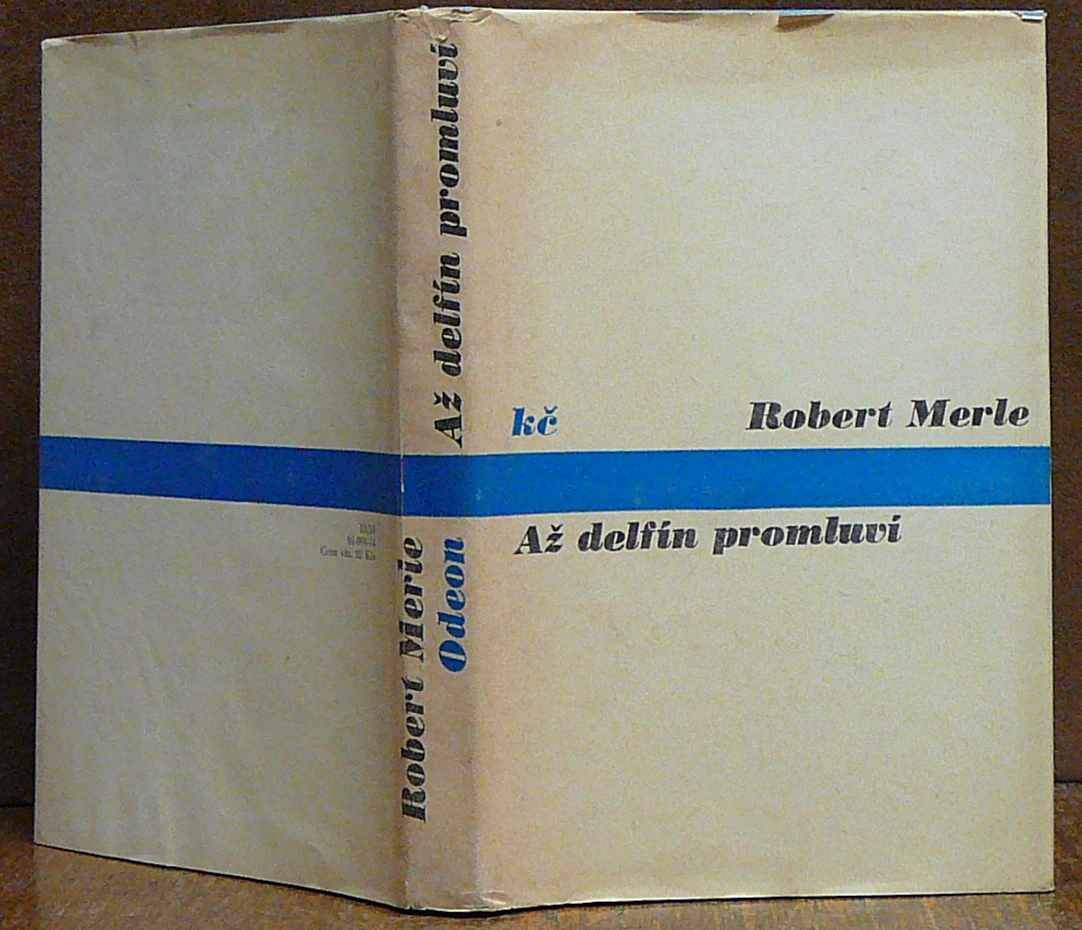 kč
Robert Merle
Až delfín promluví
Až delfín promluví
Robert Merle
Odeon